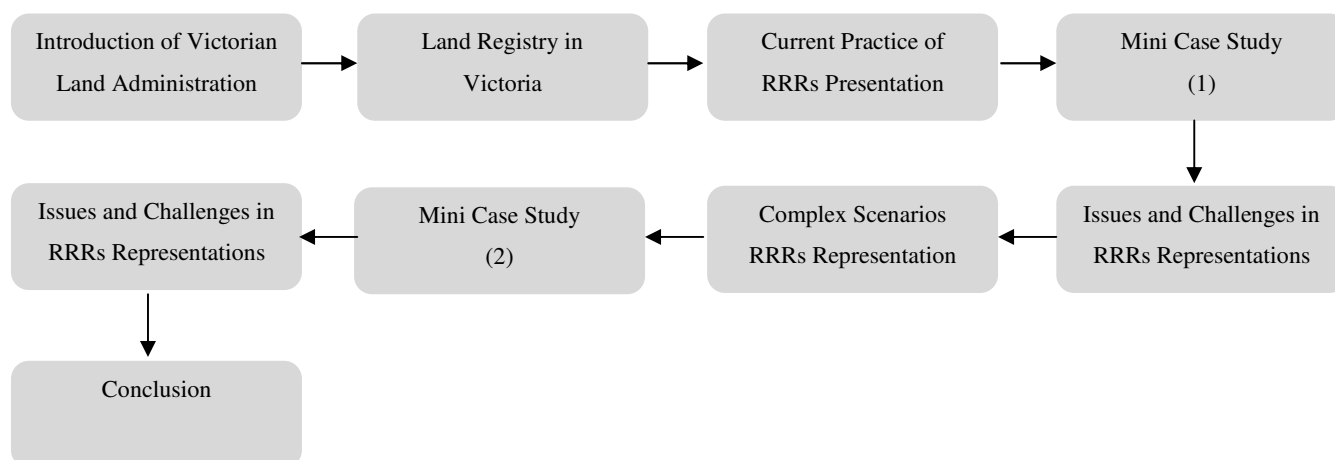 Introduction of Victorian
Land Administration
Land Registry in
Victoria
Current Practice of
RRRs Presentation
Mini Case Study
(1)
Issues and Challenges in
RRRs Representations
Complex Scenarios
RRRs Representation
Mini Case Study
(2)
Issues and Challenges in
RRRs Representations
Conclusion